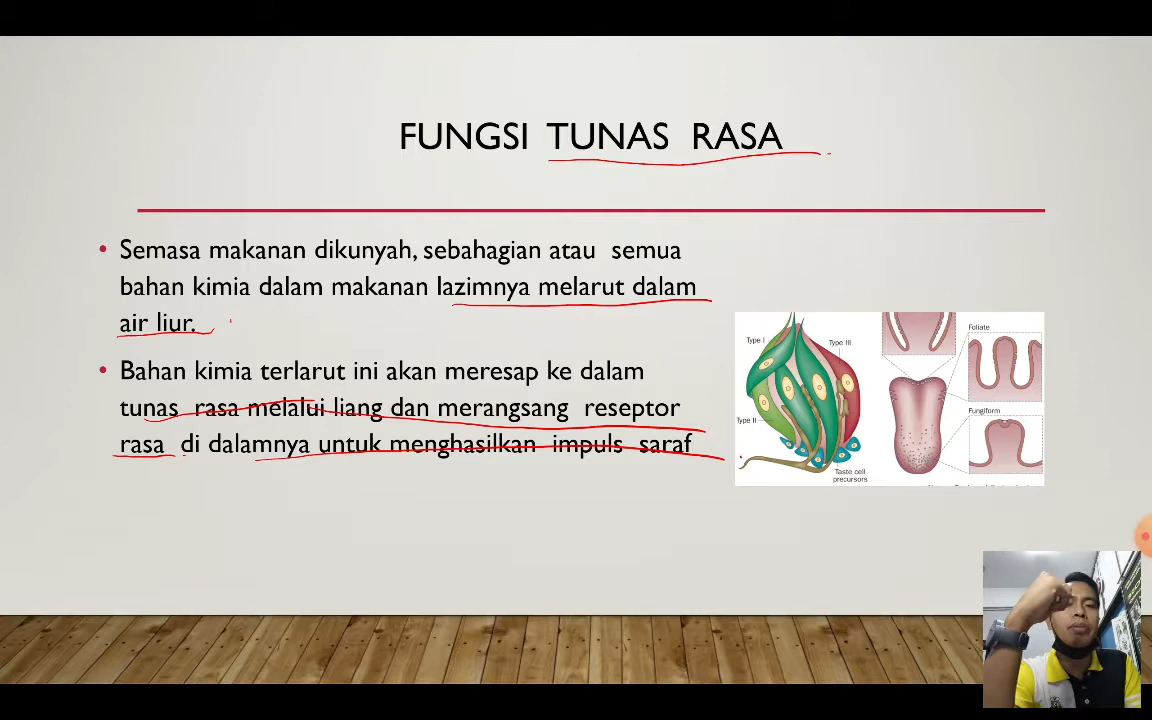 FUNGSI TUNAS RASA
• Semasa makanan dikunyah, sebahagian atau semua
bahan kimia dalam makanan lazimnya melarut dalam
air liur.
• Bahan kimia terlarut ini akan meresap ke dalam
tunas rasa melalui liang dan merangsang reseptor
rasa di dalamnya untuk menghasilkan impuls saraf
Type I
Type III
Type II
Taste cell
precursors
Foliate
Fungiform